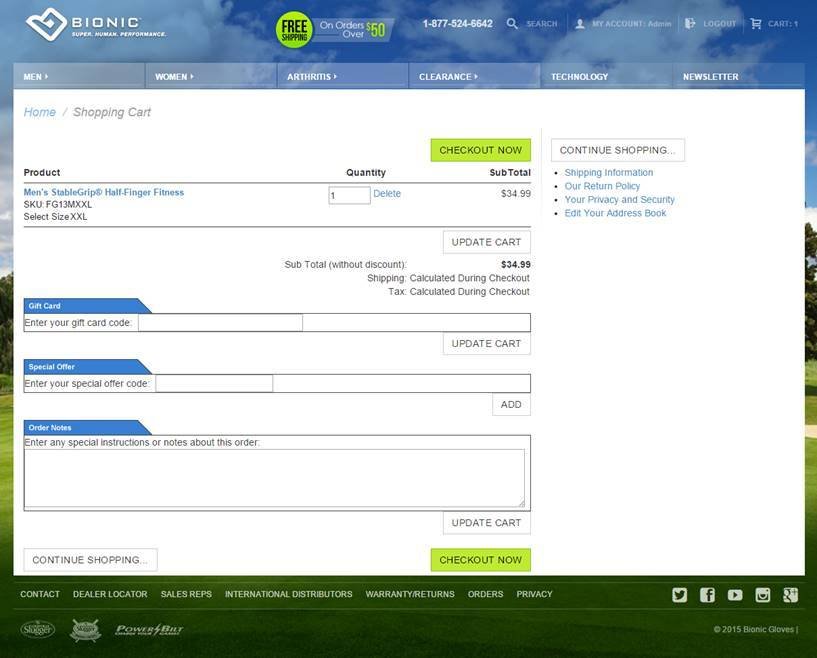 BIONIC
SUPER. HUMAN. PERFORMANCE.
FREE SHIPPING On Orders Over $50
1-877-524-6642 SEARCH MY ACCOUNT: Admin LOGOUT CART: 1
MEN WOMEN ARTHRITIS CLEARANCE TECHNOLOGY NEWSLETTER
Home / Shopping Cart
CHECKOUT NOW
Product Quantity SubTotal
Men's StableGrip® Half-Finger Fitness 1 Delete $34.99
SKU: FG13MXXL
Select Size XXL
UPDATE CART
Sub Total (without discount): $34.99
Shipping: Calculated During Checkout
Tax: Calculated During Checkout
Gift Card
Enter your gift card code:
UPDATE CART
Special Offer
Enter your special offer code:
ADD
Order Notes
Enter any special instructions or notes about this order:
UPDATE CART
CONTINUE SHOPPING... CHECKOUT NOW
CONTINUE SHOPPING...
Shipping Information
Our Return Policy
Your Privacy and Security
Edit Your Address Book
CONTACT DEALER LOCATOR SALES REPS INTERNATIONAL DISTRIBUTORS WARRANTY/RETURNS ORDERS PRIVACY
Slugger POWERBILT
© 2015 Bionic Gloves |